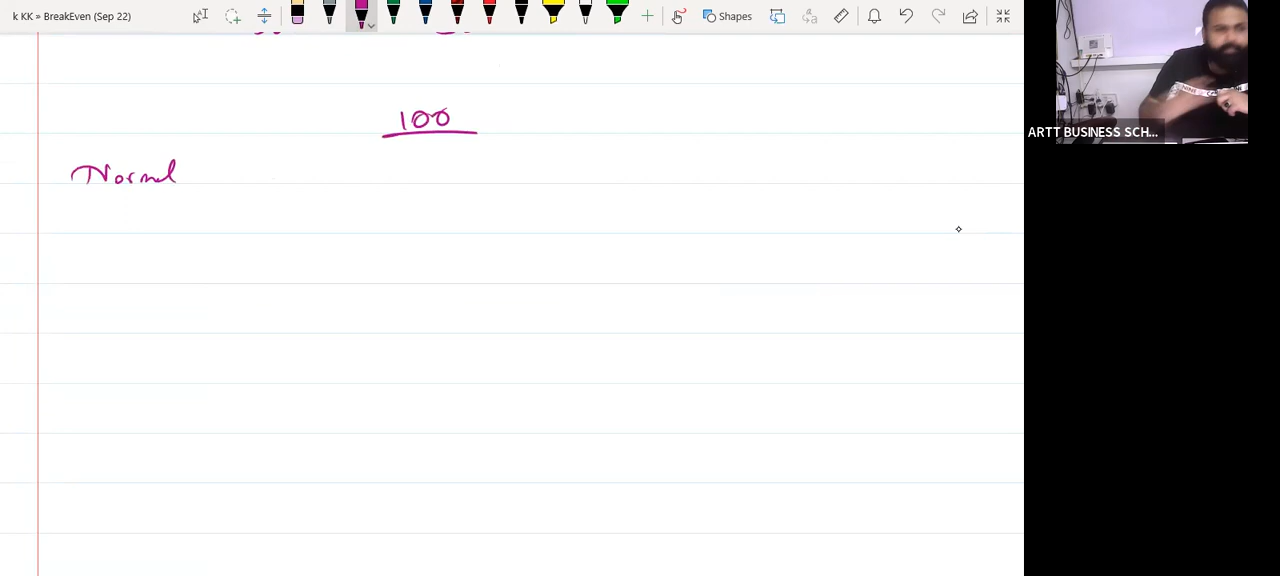 k KK » BreakEven (Sep 22)
Shapes
100
Normal
ARTT BUSINESS SCH...